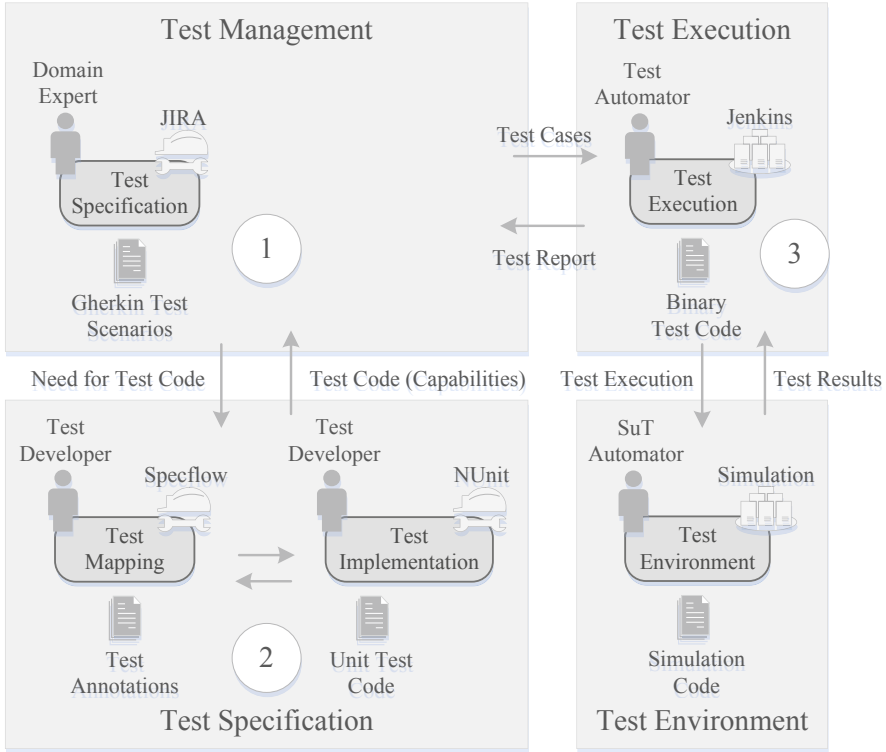 Test Management
Domain
Expert
JIRA
Test
Specification
1
Gherkin Test
Scenarios
Test Cases
Test Report
Test Execution
Test
Automator
Jenkins
Test
Execution
3
Binary
Test Code
Need for Test Code
Test Code (Capabilities)
Test Execution
Test Results
Test
Developer
Specflow
Test
Mapping
Test
Annotations
2
Test
Developer
NUnit
Test
Implementation
Unit Test
Code
Test Specification
SuT
Automator
Simulation
Test
Environment
Simulation
Code
Test Environment